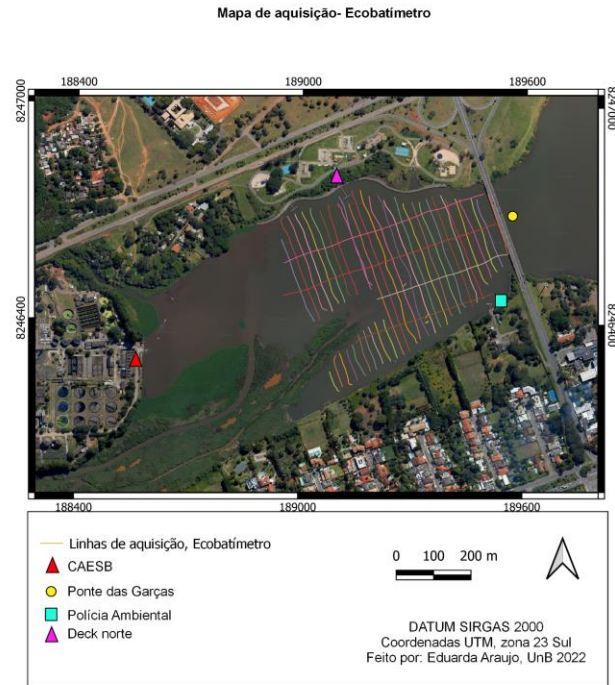 Mapa de aquisição- Ecobatímetro
188400 189000 189600
8247000 8247000
8246400 8246400
188400 189000 189600
Linhas de aquisição, Ecobatímetro
CAESB
Ponte das Garças
Polícia Ambiental
Deck norte
0 100 200 m
DATUM SIRGAS 2000
Coordenadas UTM, zona 23 Sul
Feito por: Eduarda Araujo, UnB 2022